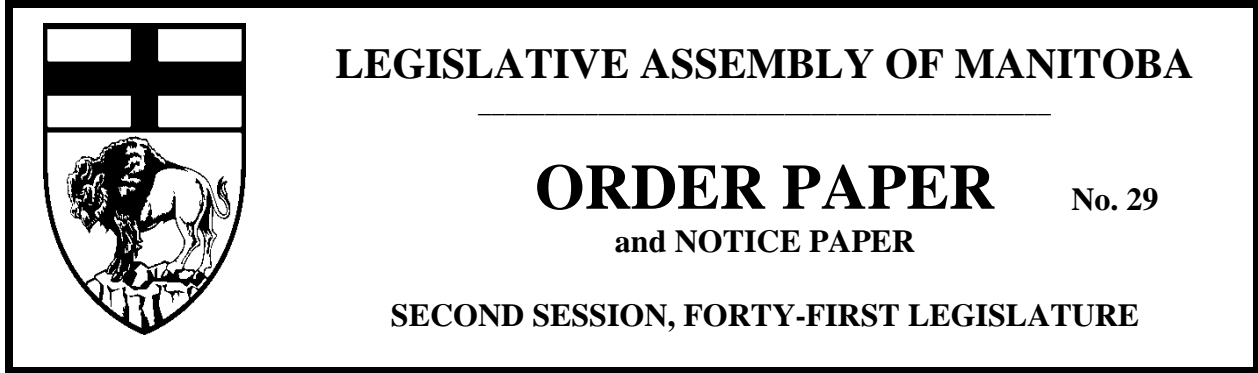 LEGISLATIVE ASSEMBLY OF MANITOBA
ORDER PAPER No. 29
and NOTICE PAPER
SECOND SESSION, FORTY-FIRST LEGISLATURE